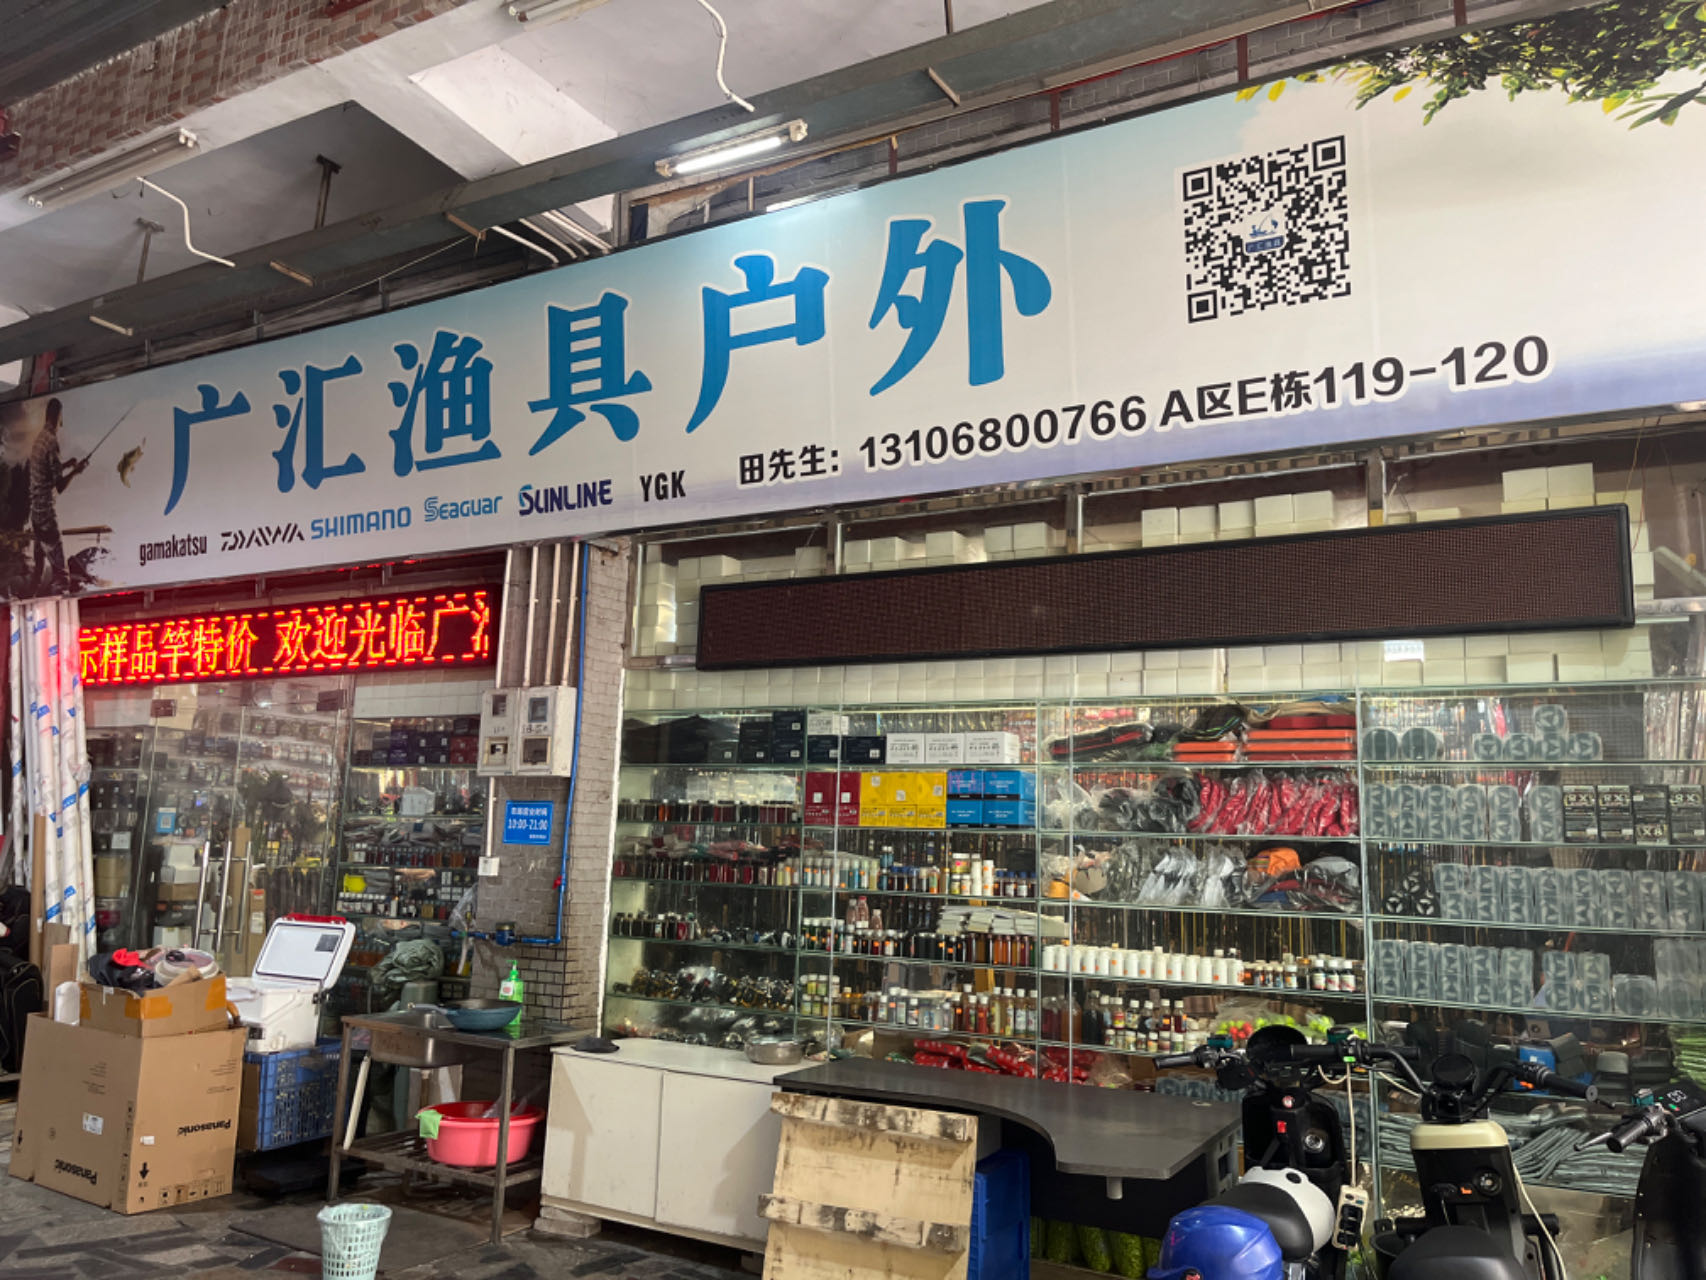 广汇渔具户外
gamakatsu DAIWA SHIMANO Seaguar SUNLINE YGK
田先生：13106800766 A区E栋119-120
示样品竿特价 欢迎光临广汇
10:00-21:00
Panasonic
Panasonic